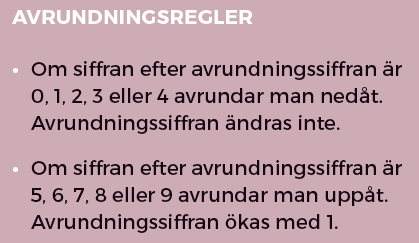 AVRUNDNINGSREGLER
• Om siffran efter avrundningssiffran är
0, 1, 2, 3 eller 4 avrundar man nedåt.
Avrundningssiffran ändras inte.
• Om siffran efter avrundningssiffran är
5, 6, 7, 8 eller 9 avrundar man uppåt.
Avrundningssiffran ökas med 1.